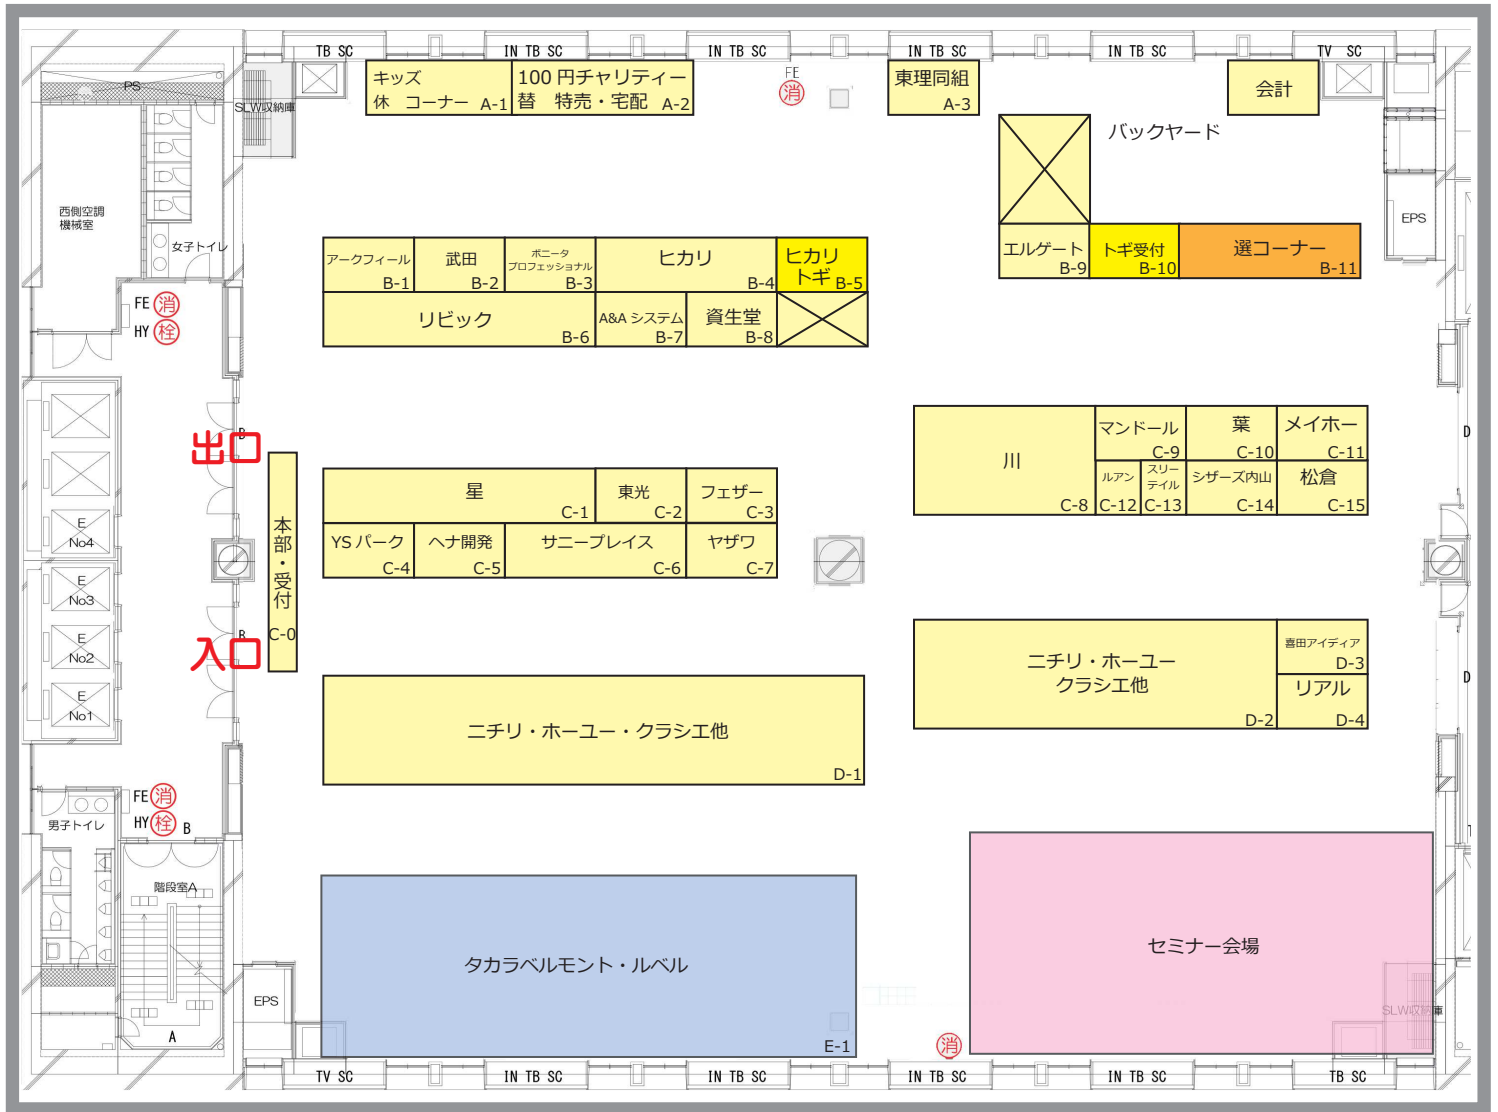 TB SC
IN TB SC
IN TB SC
IN TB SC
IN TB SC
TV SC
PS
SLW収納庫
キッズ
休 コーナー A-1
100 円チャリティー
替 特売・宅配 A-2
FE
消
東理同組
A-3
会計
バックヤード
西側空調
機械室
女子トイレ
EPS
アークフィール
B-1
武田
B-2
ボニータ
プロフェッショナル
B-3
ヒカリ
B-4
ヒカリ
トギ B-5
エルゲート
B-9
トギ受付
B-10
選コーナー
B-11
リビック
B-6
A&A システム
B-7
資生堂
B-8
FE 消
HY 栓
出口
B
本部・受付
C-0
星
C-1
東光
C-2
フェザー
C-3
YS パーク
C-4
ヘナ開発
C-5
サニープレイス
C-6
ヤザワ
C-7
川
C-8
マンドール
C-9
葉
C-10
メイホー
C-11
ルアン
C-12
スリー
テイル
C-13
シザーズ内山
C-14
松倉
C-15
D
E
No4
E
No3
E
No2
E
No1
入口
B
ニチリ・ホーユー・クラシエ他
D-1
ニチリ・ホーユー
クラシエ他
D-2
喜田アイディア
D-3
リアル
D-4
D
FE 消
HY 栓
B
男子トイレ
階段室A
A
EPS
タカラベルモント・ルベル
E-1
消
セミナー会場
SLW収納庫
TV SC
IN TB SC
IN TB SC
IN TB SC
IN TB SC
TB SC